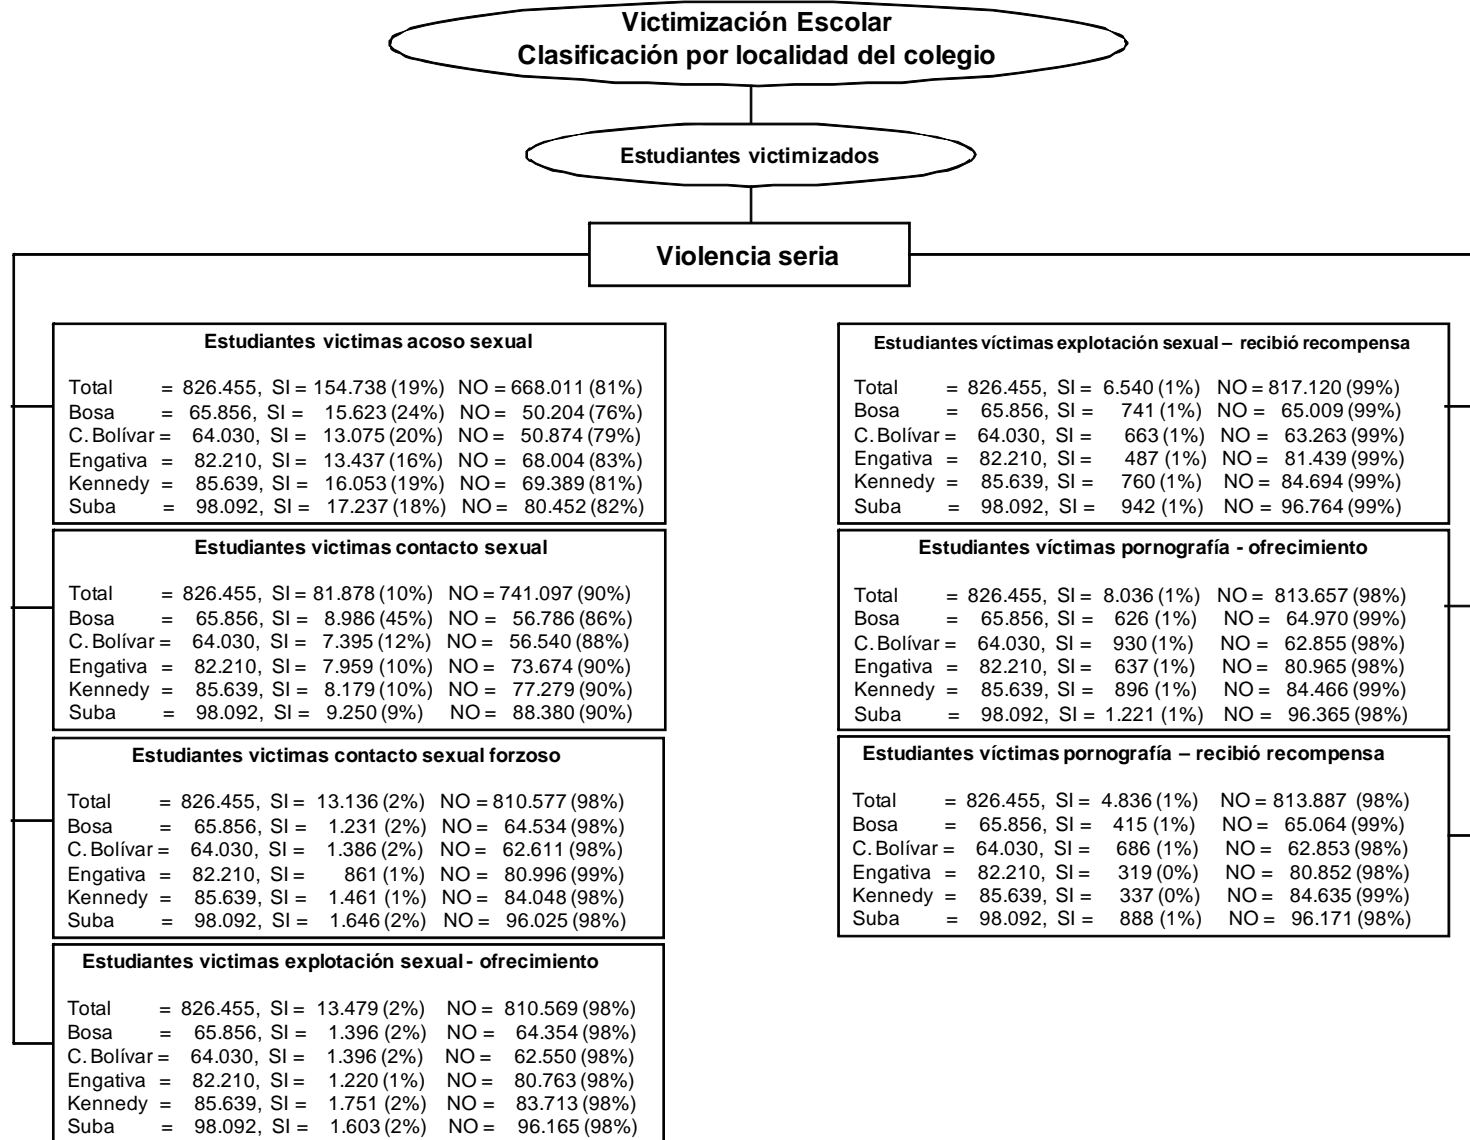 Victimización Escolar
Clasificación por localidad del colegio
Estudiantes victimizados
Violencia seria
Estudiantes victimas acoso sexual
Total = 826.455, SI = 154.738 (19%) NO = 668.011 (81%)
Bosa = 65.856, SI = 15.623 (24%) NO = 50.204 (76%)
C. Bolívar = 64.030, SI = 13.075 (20%) NO = 50.874 (79%)
Engativa = 82.210, SI = 13.437 (16%) NO = 68.004 (83%)
Kennedy = 85.639, SI = 16.053 (19%) NO = 69.389 (81%)
Suba = 98.092, SI = 17.237 (18%) NO = 80.452 (82%)
Estudiantes victimas contacto sexual
Total = 826.455, SI = 81.878 (10%) NO = 741.097 (90%)
Bosa = 65.856, SI = 8.986 (45%) NO = 56.786 (86%)
C. Bolívar = 64.030, SI = 7.395 (12%) NO = 56.540 (88%)
Engativa = 82.210, SI = 7.959 (10%) NO = 73.674 (90%)
Kennedy = 85.639, SI = 8.179 (10%) NO = 77.279 (90%)
Suba = 98.092, SI = 9.250 (9%) NO = 88.380 (90%)
Estudiantes victimas contacto sexual forzoso
Total = 826.455, SI = 13.136 (2%) NO = 810.577 (98%)
Bosa = 65.856, SI = 1.231 (2%) NO = 64.534 (98%)
C. Bolívar = 64.030, SI = 1.386 (2%) NO = 62.611 (98%)
Engativa = 82.210, SI = 861 (1%) NO = 80.996 (99%)
Kennedy = 85.639, SI = 1.461 (1%) NO = 84.048 (98%)
Suba = 98.092, SI = 1.646 (2%) NO = 96.025 (98%)
Estudiantes victimas explotación sexual - ofrecimiento
Total = 826.455, SI = 13.479 (2%) NO = 810.569 (98%)
Bosa = 65.856, SI = 1.396 (2%) NO = 64.354 (98%)
C. Bolívar = 64.030, SI = 1.396 (2%) NO = 62.550 (98%)
Engativa = 82.210, SI = 1.220 (1%) NO = 80.763 (98%)
Kennedy = 85.639, SI = 1.751 (2%) NO = 83.713 (98%)
Suba = 98.092, SI = 1.603 (2%) NO = 96.165 (98%)
Estudiantes víctimas explotación sexual – recibió recompensa
Total = 826.455, SI = 6.540 (1%) NO = 817.120 (99%)
Bosa = 65.856, SI = 741 (1%) NO = 65.009 (99%)
C. Bolívar = 64.030, SI = 663 (1%) NO = 63.263 (99%)
Engativa = 82.210, SI = 487 (1%) NO = 81.439 (99%)
Kennedy = 85.639, SI = 760 (1%) NO = 84.694 (99%)
Suba = 98.092, SI = 942 (1%) NO = 96.764 (99%)
Estudiantes víctimas pornografía - ofrecimiento
Total = 826.455, SI = 8.036 (1%) NO = 813.657 (98%)
Bosa = 65.856, SI = 626 (1%) NO = 64.970 (99%)
C. Bolívar = 64.030, SI = 930 (1%) NO = 62.855 (98%)
Engativa = 82.210, SI = 637 (1%) NO = 80.965 (98%)
Kennedy = 85.639, SI = 896 (1%) NO = 84.466 (99%)
Suba = 98.092, SI = 1.221 (1%) NO = 96.365 (98%)
Estudiantes víctimas pornografía – recibió recompensa
Total = 826.455, SI = 4.836 (1%) NO = 813.887 (98%)
Bosa = 65.856, SI = 415 (1%) NO = 65.064 (99%)
C. Bolívar = 64.030, SI = 686 (1%) NO = 62.853 (98%)
Engativa = 82.210, SI = 319 (0%) NO = 80.852 (98%)
Kennedy = 85.639, SI = 337 (0%) NO = 84.635 (99%)
Suba = 98.092, SI = 888 (1%) NO = 96.171 (98%)